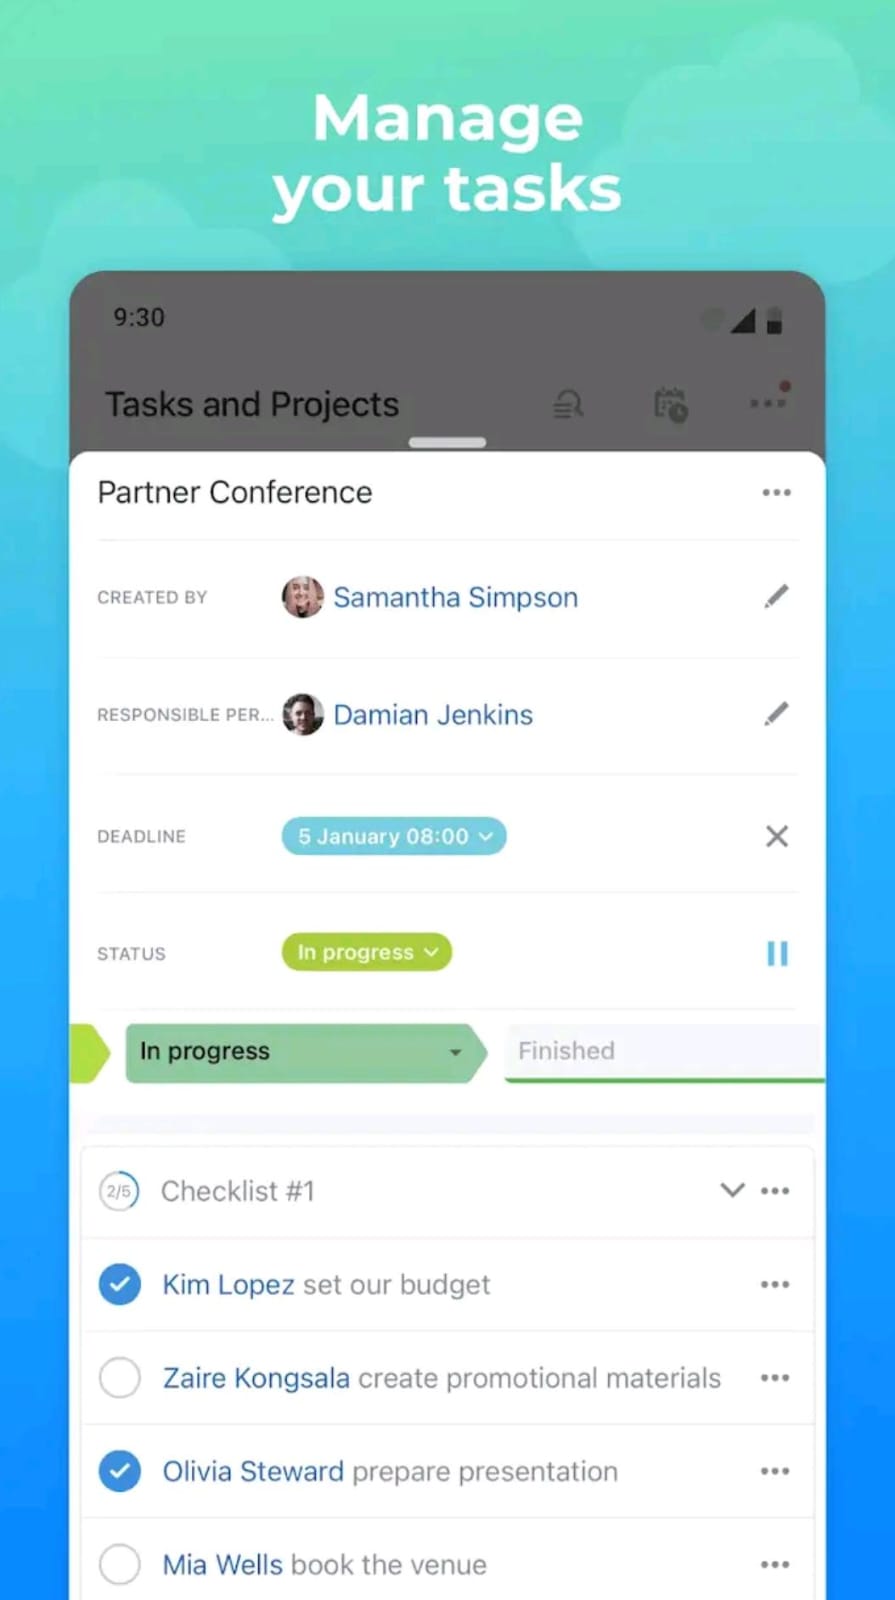 Manage
your tasks
9:30
Tasks and Projects
Partner Conference
CREATED BY Samantha Simpson
RESPONSIBLE PER... Damian Jenkins
DEADLINE 5 January 08:00
STATUS In progress
In progress Finished
2/5 Checklist #1
Kim Lopez set our budget
Zaire Kongsala create promotional materials
Olivia Steward prepare presentation
Mia Wells book the venue